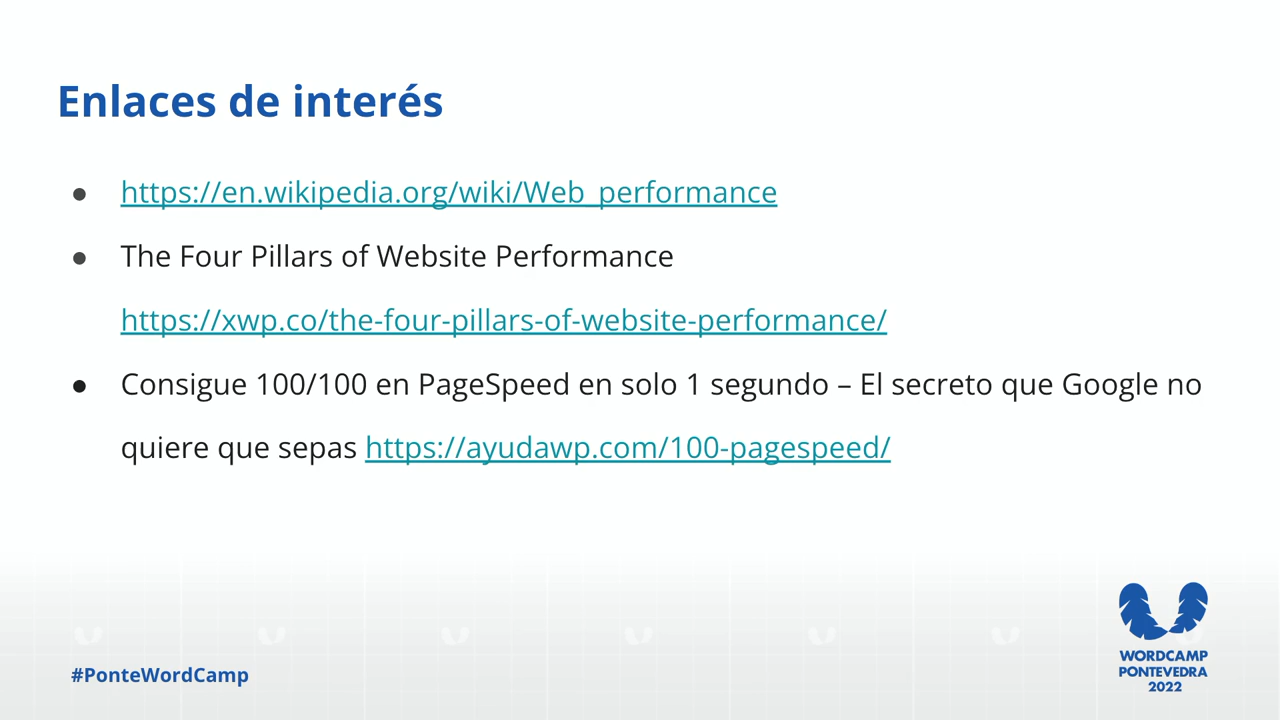 Enlaces de interés
● https://en.wikipedia.org/wiki/Web_performance
● The Four Pillars of Website Performance
https://xwp.co/the-four-pillars-of-website-performance/
● Consigue 100/100 en PageSpeed en solo 1 segundo – El secreto que Google no
quiere que sepas https://ayudawp.com/100-pagespeed/
#PonteWordCamp
WORDCAMP
PONTEVEDRA
2022